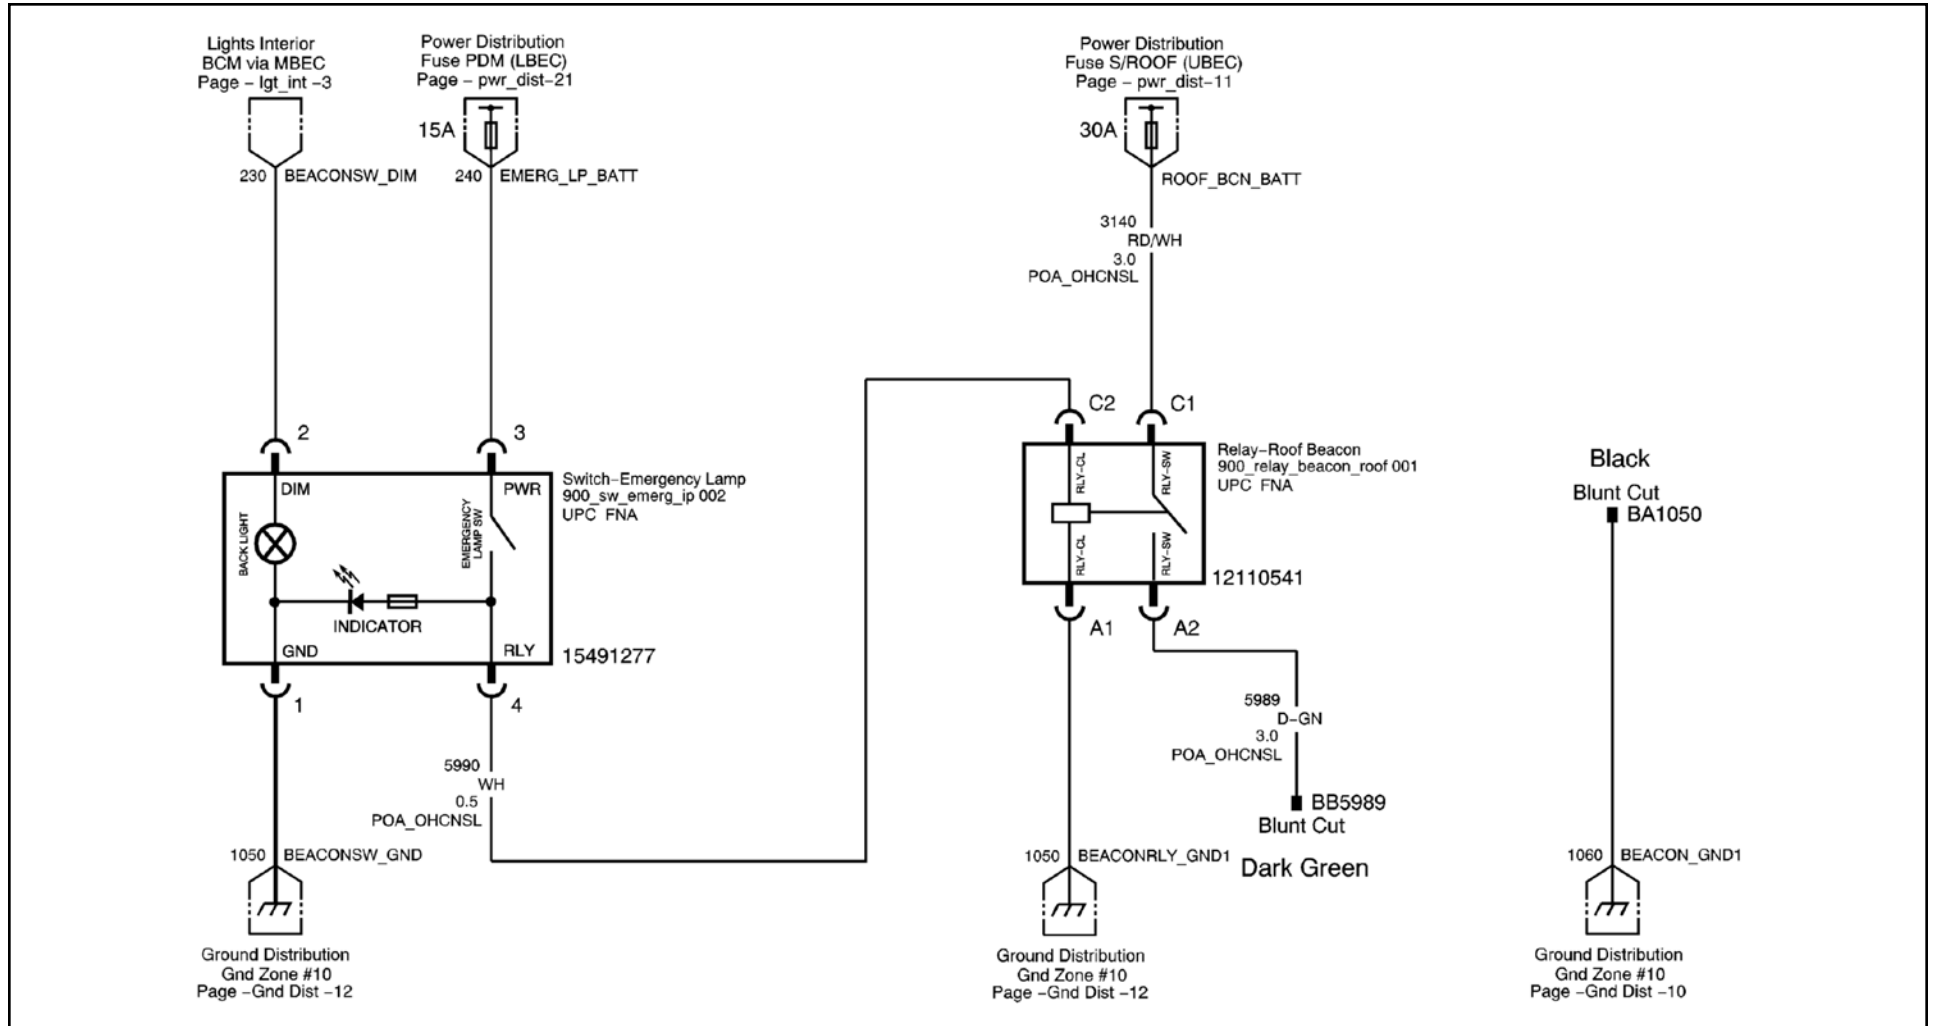 Lights Interior
BCM via MBEC
Page – lgt_int –3
Power Distribution
Fuse PDM (LBEC)
Page – pwr_dist–21
15A
230 BEACONSW_DIM
240 EMERG_LP_BATT
Power Distribution
Fuse S/ROOF (UBEC)
Page – pwr_dist–11
30A
ROOF_BCN_BATT
3140
RD/WH
3.0
POA_OHCNSL
2
3
DIM
PWR
BACK LIGHT
EMERGENCY
LAMP SW
INDICATOR
GND
RLY
Switch–Emergency Lamp
900_sw_emerg_ip 002
UPC FNA
15491277
1
4
5990
WH
0.5
POA_OHCNSL
1050 BEACONSW_GND
Ground Distribution
Gnd Zone #10
Page –Gnd Dist –12
C2
C1
RLY–CL
RLY–SW
RLY–CL
RLY–SW
Relay–Roof Beacon
900_relay_beacon_roof 001
UPC FNA
12110541
A1
A2
5989
D–GN
3.0
POA_OHCNSL
BB5989
Blunt Cut
Dark Green
1050 BEACONRLY_GND1
Ground Distribution
Gnd Zone #10
Page –Gnd Dist –12
Black
Blunt Cut
BA1050
1060 BEACON_GND1
Ground Distribution
Gnd Zone #10
Page –Gnd Dist –10